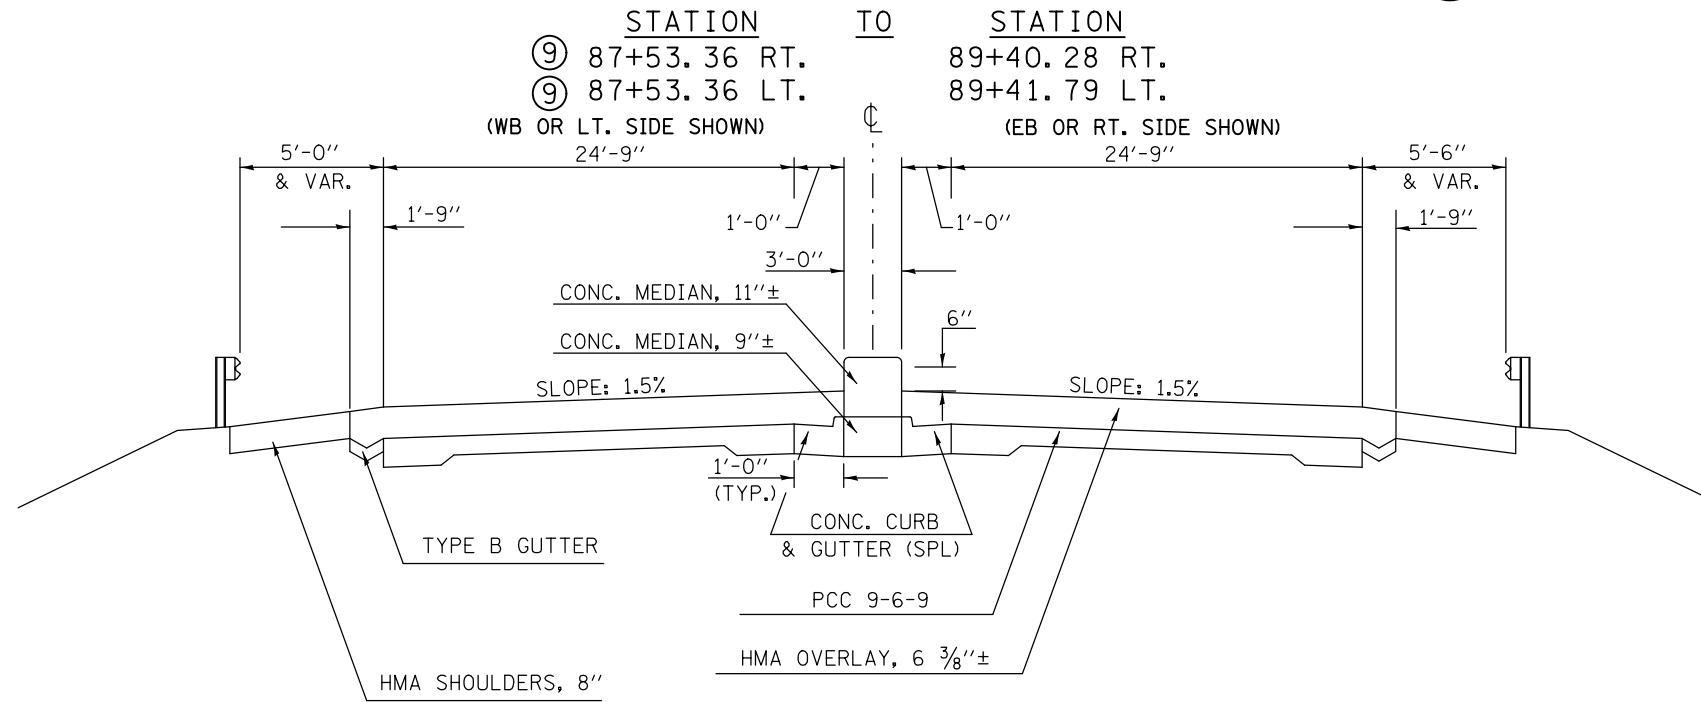 STATION TO STATION
⑨ 87+53.36 RT. 89+40.28 RT.
⑨ 87+53.36 LT. 89+41.79 LT.
(WB OR LT. SIDE SHOWN) (EB OR RT. SIDE SHOWN)
℄
5'-0" 24'-9" 24'-9" 5'-6"
& VAR. & VAR.
1'-9" 1'-0" 1'-0" 1'-9"
3'-0"
CONC. MEDIAN, 11"±
6"
CONC. MEDIAN, 9"±
SLOPE: 1.5% SLOPE: 1.5%
1'-0"
(TYP.)
CONC. CURB
& GUTTER (SPL)
TYPE B GUTTER
PCC 9-6-9
HMA OVERLAY, 6 ⅜"±
HMA SHOULDERS, 8"